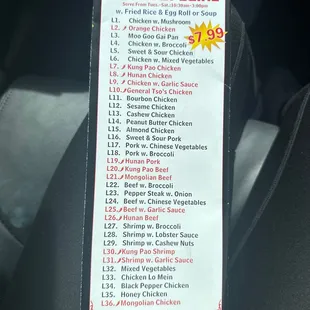 Serve From Tues.-Sat.:10:30am-3:00pm
w. Fried Rice & Egg Roll or Soup
$7.99
L1. Chicken w. Mushroom
L2. Orange Chicken
L3. Moo Goo Gai Pan
L4. Chicken w. Broccoli
L5. Sweet & Sour Chicken
L6. Chicken w. Mixed Vegetables
L7. Kung Pao Chicken
L8. Hunan Chicken
L9. Chicken w. Garlic Sauce
L10. General Tso's Chicken
L11. Bourbon Chicken
L12. Sesame Chicken
L13. Cashew Chicken
L14. Peanut Butter Chicken
L15. Almond Chicken
L16. Sweet & Sour Pork
L17. Pork w. Chinese Vegetables
L18. Pork w. Broccoli
L19. Hunan Pork
L20. Kung Pao Beef
L21. Mongolian Beef
L22. Beef w. Broccoli
L23. Pepper Steak w. Onion
L24. Beef w. Chinese Vegetables
L25. Beef w. Garlic Sauce
L26. Hunan Beef
L27. Shrimp w. Broccoli
L28. Shrimp w. Lobster Sauce
L29. Shrimp w. Cashew Nuts
L30. Kung Pao Shrimp
L31. Shrimp w. Garlic Sauce
L32. Mixed Vegetables
L33. Chicken Lo Mein
L34. Black Pepper Chicken
L35. Honey Chicken
L36. Mongolian Chicken